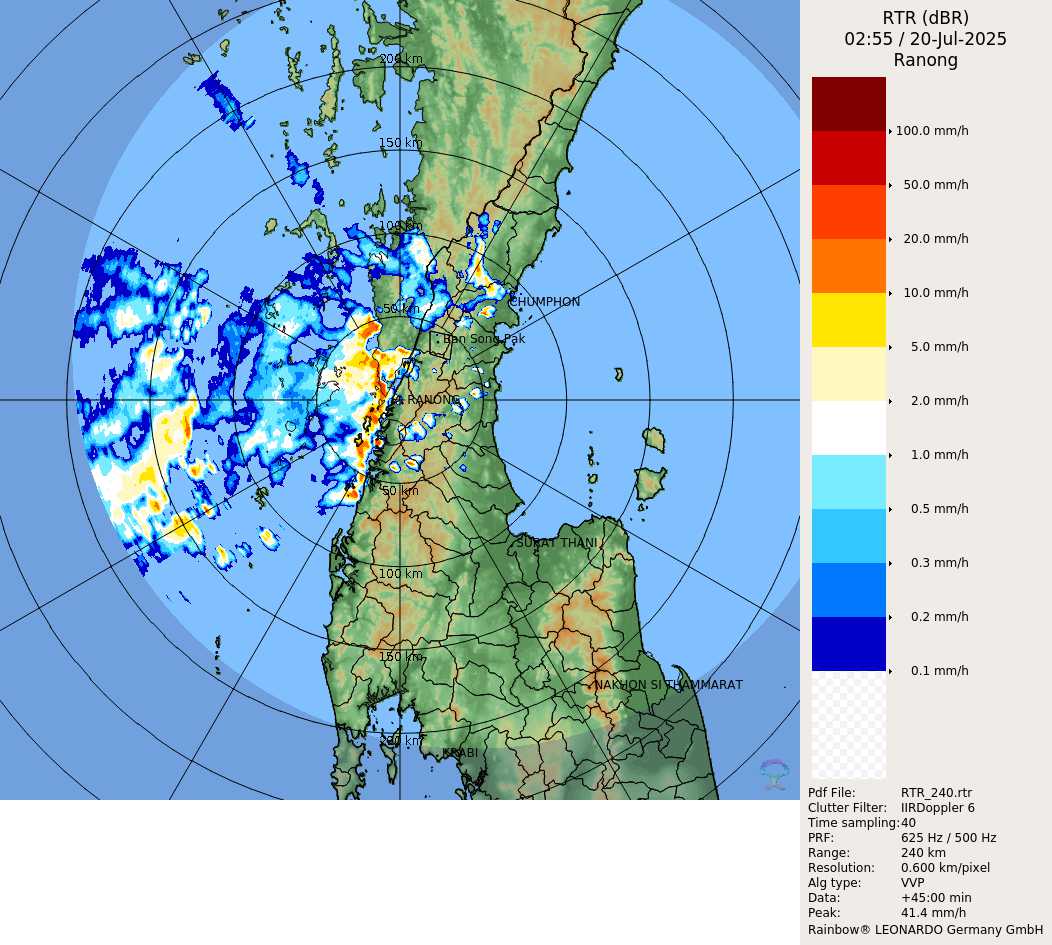 RTR (dBR)
02:55 / 20-Jul-2025
Ranong
200 km
150 km
100 km
50 km
CHUMPHON
Ban Song Pak
RANONG
50 km
SURAT THANI
100 km
150 km
NAKHON SI THAMMARAT
200 km
KRABI
100.0 mm/h
50.0 mm/h
20.0 mm/h
10.0 mm/h
5.0 mm/h
2.0 mm/h
1.0 mm/h
0.5 mm/h
0.3 mm/h
0.2 mm/h
0.1 mm/h
Pdf File: RTR_240.rtr
Clutter Filter: IIRDoppler 6
Time sampling: 40
PRF: 625 Hz / 500 Hz
Range: 240 km
Resolution: 0.600 km/pixel
Alg type: VVP
Data: +45:00 min
Peak: 41.4 mm/h
Rainbow® LEONARDO Germany GmbH